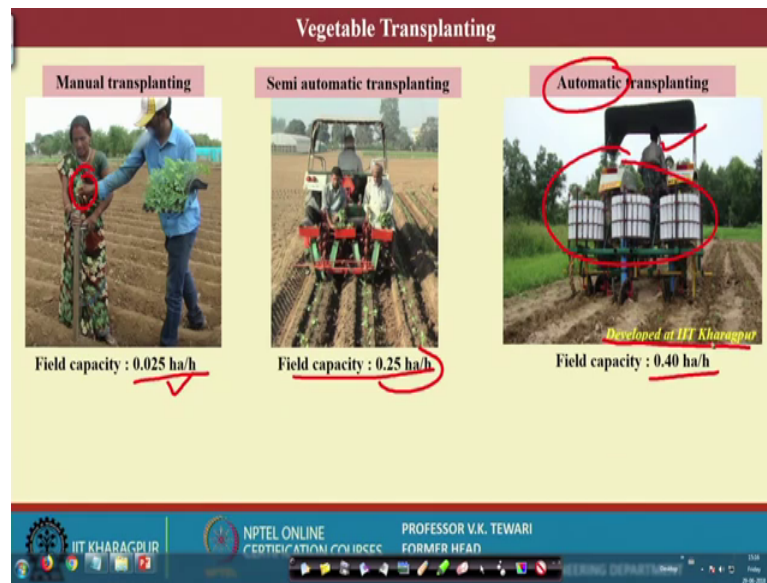 Vegetable Transplanting
Manual transplanting
Semi automatic transplanting
Automatic transplanting
Developed at IIT Kharagpur
Field capacity : 0.025 ha/h
Field capacity : 0.25 ha/h
Field capacity : 0.40 ha/h
IIT KHARAGPUR
NPTEL ONLINE
CERTIFICATION COURSES
PROFESSOR V.K. TEWARI
FORMER HEAD